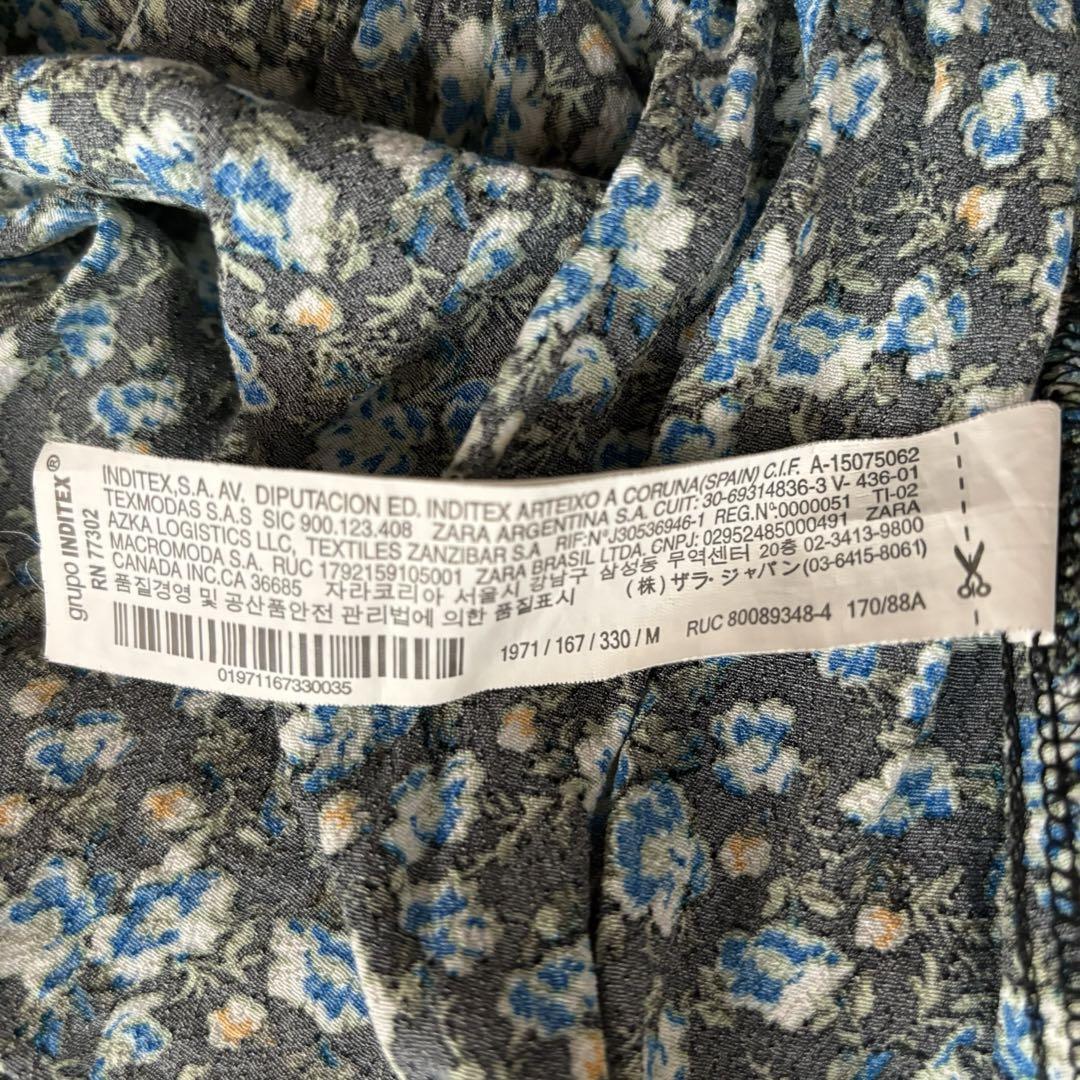 grupo INDITEX®
RN 77302
INDITEX,S.A. AV. DIPUTACION ED. INDITEX ARTEIXO A CORUNA(SPAIN) C.I.F. A-15075062
TEXMODAS S.A.S SIC 900.123.408 ZARA ARGENTINA S.A. CUIT: 30-69314836-3 V- 436-01
AZKA LOGISTICS LLC, TEXTILES ZANZIBAR S.A RIF:NºJ30536946-1 REG.Nº:0000051 TI-02
MACROMODA S.A. RUC 1792159105001 ZARA BRASIL LTDA. CNPJ: 02952485000491 ZARA
CANADA INC.CA 36685 자라코리아 서울시 강남구 삼성동 무역센터 20층 02-3413-9800
품질경영 및 공산품안전 관리법에 의한 품질표시 (株)ザラ・ジャパン(03-6415-8061)
1971 / 167 / 330 / M RUC 80089348-4 170/88A
01971167330035